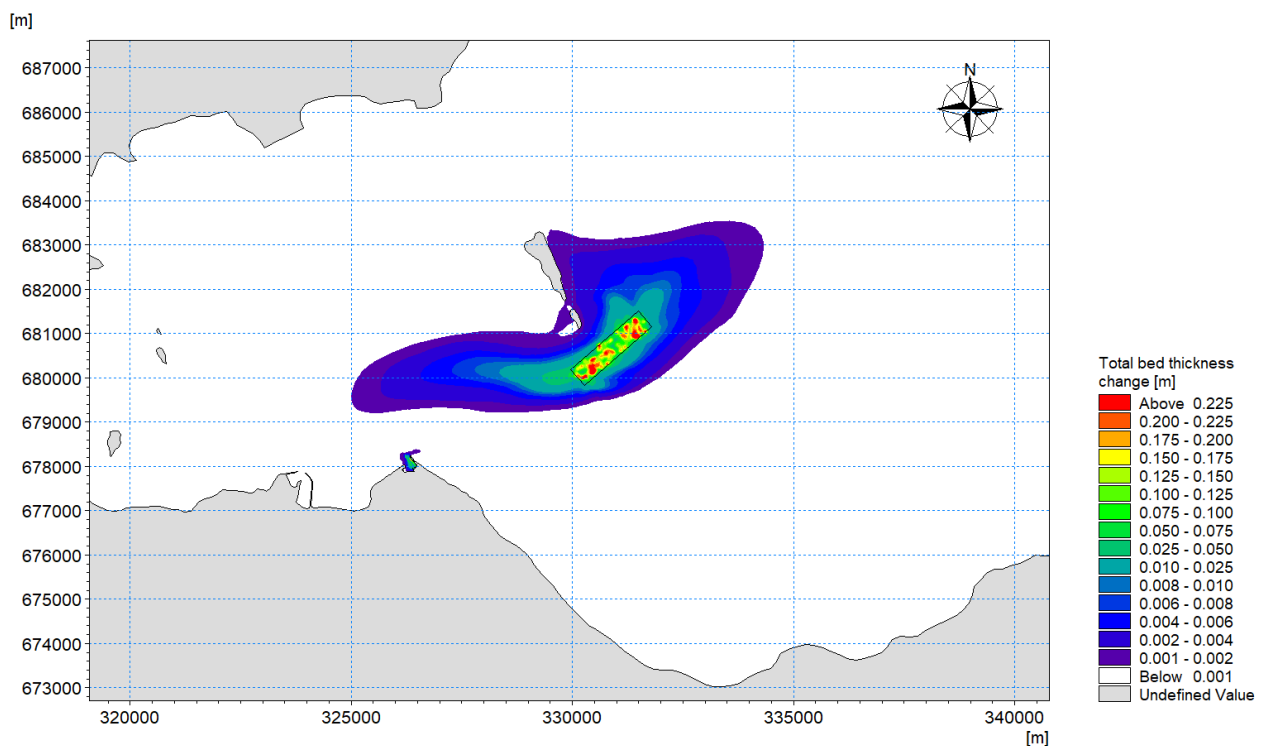 [m]
687000
686000
685000
684000
683000
682000
681000
680000
679000
678000
677000
676000
675000
674000
673000
320000
325000
330000
335000
340000
[m]
N
Total bed thickness
change [m]
Above 0.225
0.200 - 0.225
0.175 - 0.200
0.150 - 0.175
0.125 - 0.150
0.100 - 0.125
0.075 - 0.100
0.050 - 0.075
0.025 - 0.050
0.010 - 0.025
0.008 - 0.010
0.006 - 0.008
0.004 - 0.006
0.002 - 0.004
0.001 - 0.002
Below 0.001
Undefined Value